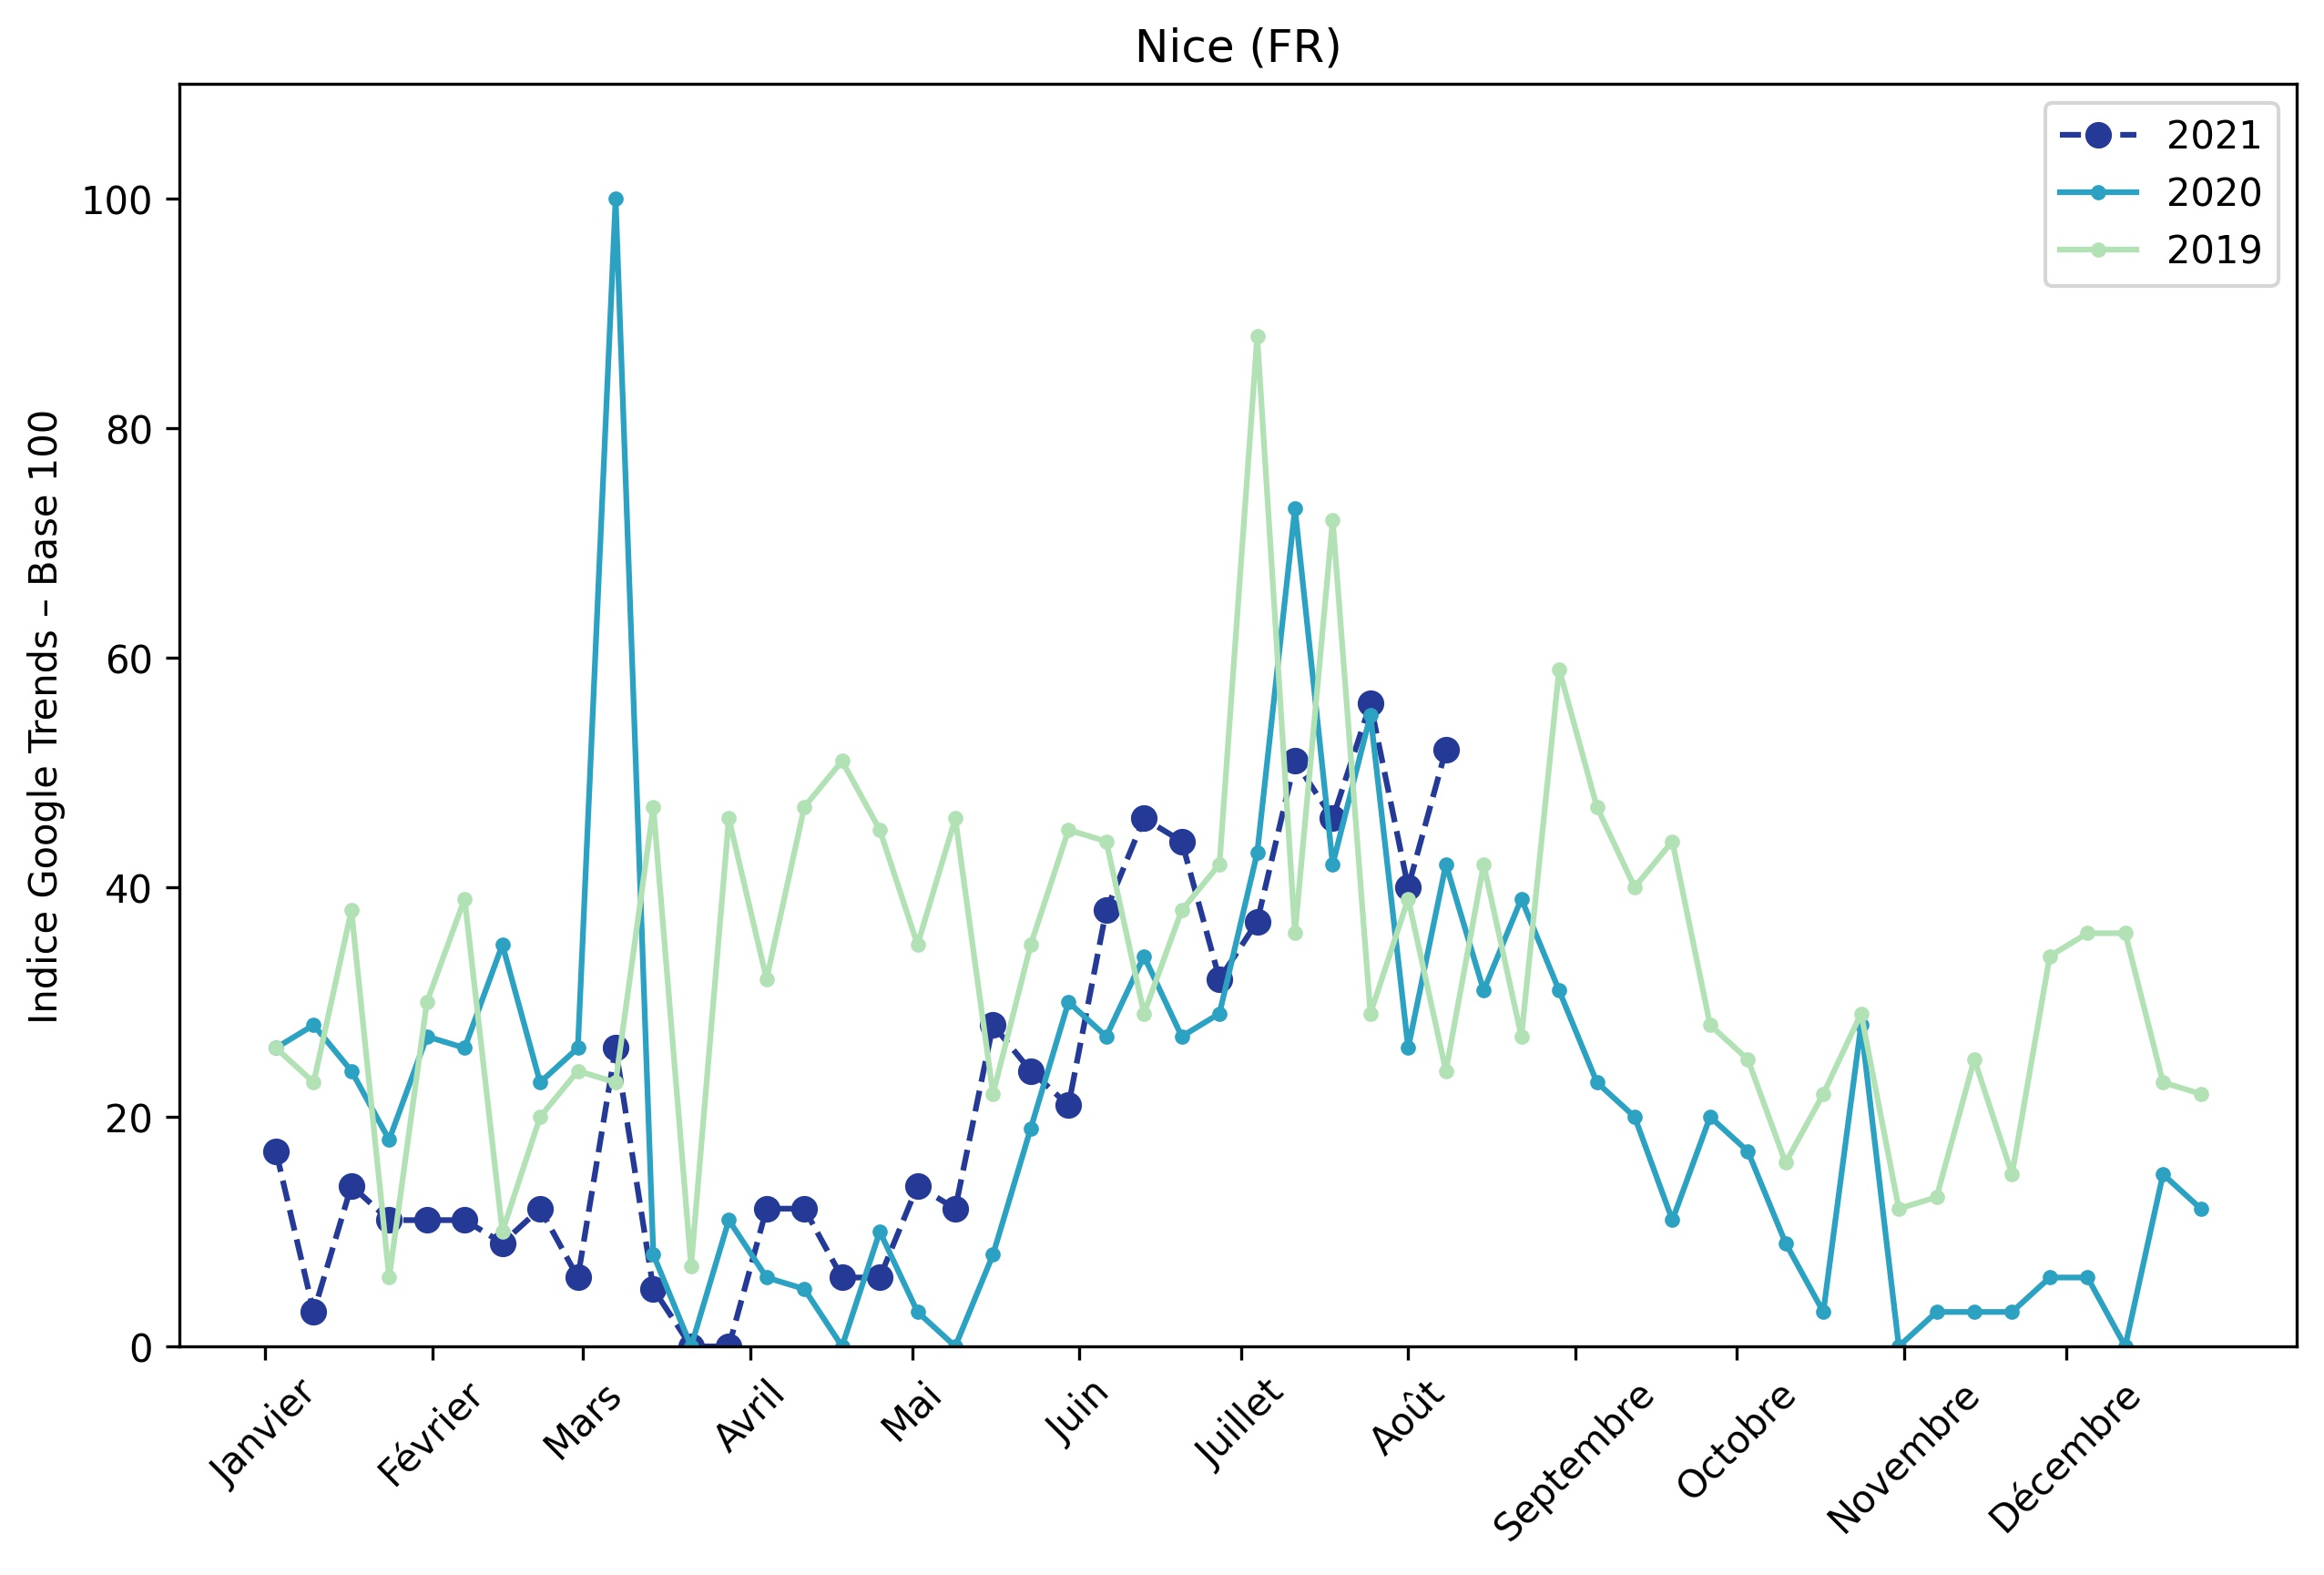 Nice (FR)
Indice Google Trends – Base 100
100
80
60
40
20
0
2021
2020
2019
Janvier
Février
Mars
Avril
Mai
Juin
Juillet
Août
Septembre
Octobre
Novembre
Décembre